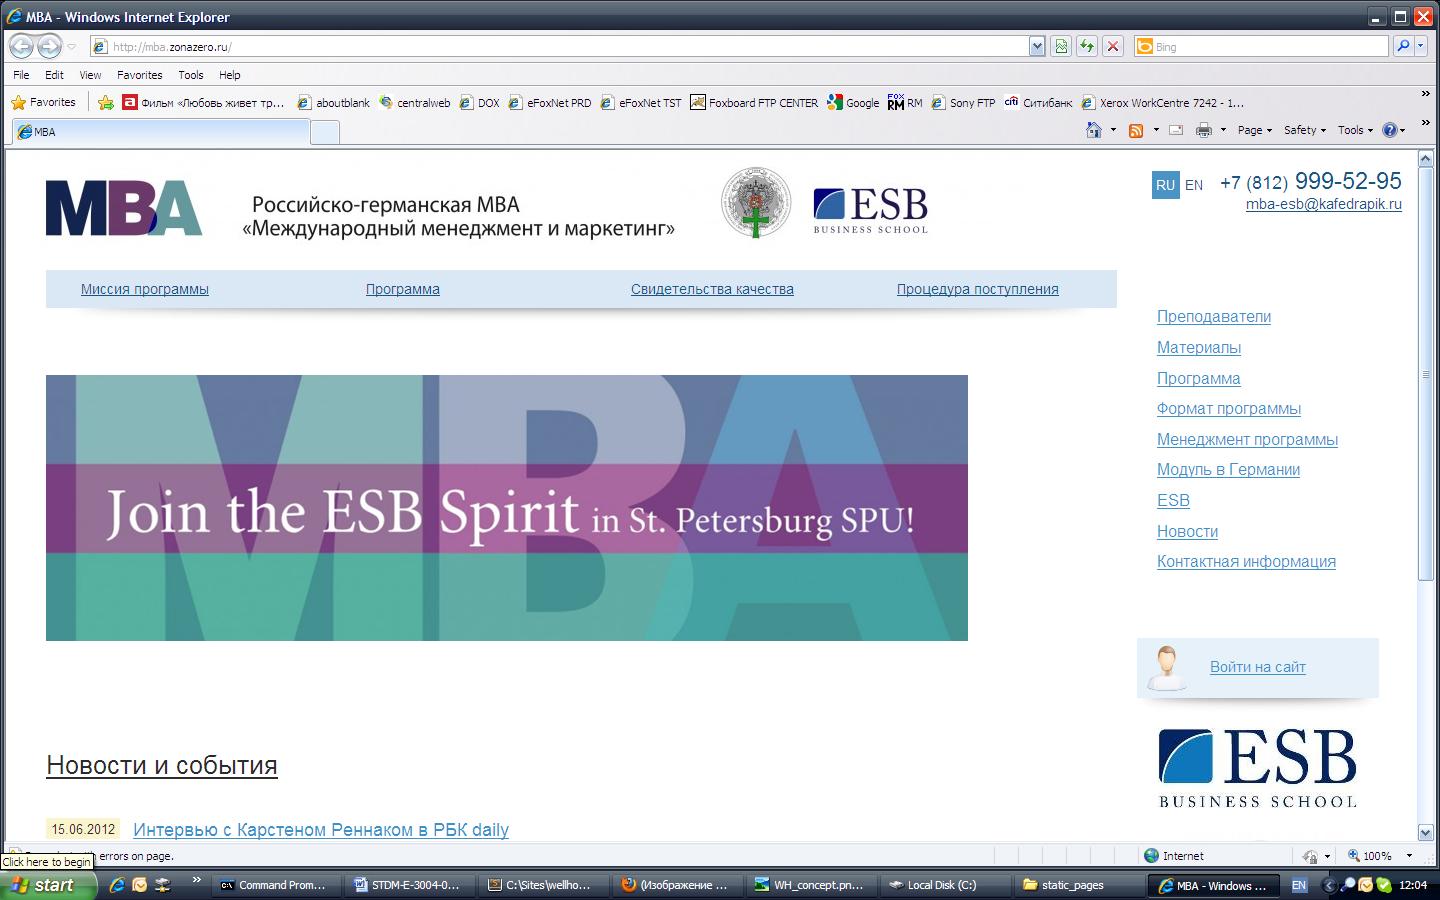 MBA - Windows Internet Explorer
http://mba.zonazero.ru/
Bing
File Edit View Favorites Tools Help
Favorites
Фильм «Любовь живет тр...
aboutblank
centralweb
DOX
eFoxNet PRD
eFoxNet TST
Foxboard FTP CENTER
Google
FOX RM RM
Sony FTP
citi Ситибанк
Xerox WorkCentre 7242 - 1...
MBA
Page Safety Tools
MBA
Российско-германская MBA
«Международный менеджмент и маркетинг»
ESB
BUSINESS SCHOOL
RU EN
+7 (812) 999-52-95
mba-esb@kafedrapik.ru
Миссия программы
Программа
Свидетельства качества
Процедура поступления
MBA
Join the ESB Spirit in St. Petersburg SPU!
Преподаватели
Материалы
Программа
Формат программы
Менеджмент программы
Модуль в Германии
ESB
Новости
Контактная информация
Войти на сайт
ESB
BUSINESS SCHOOL
Новости и события
15.06.2012 Интервью с Карстеном Реннаком в РБК daily
errors on page.
Internet
100%
Click here to begin
start
Command Prom...
STDM-E-3004-0...
C:\Sites\wellho...
(Изображение ...
WH_concept.pn...
Local Disk (C:)
static_pages
MBA - Windows ...
EN
12:04